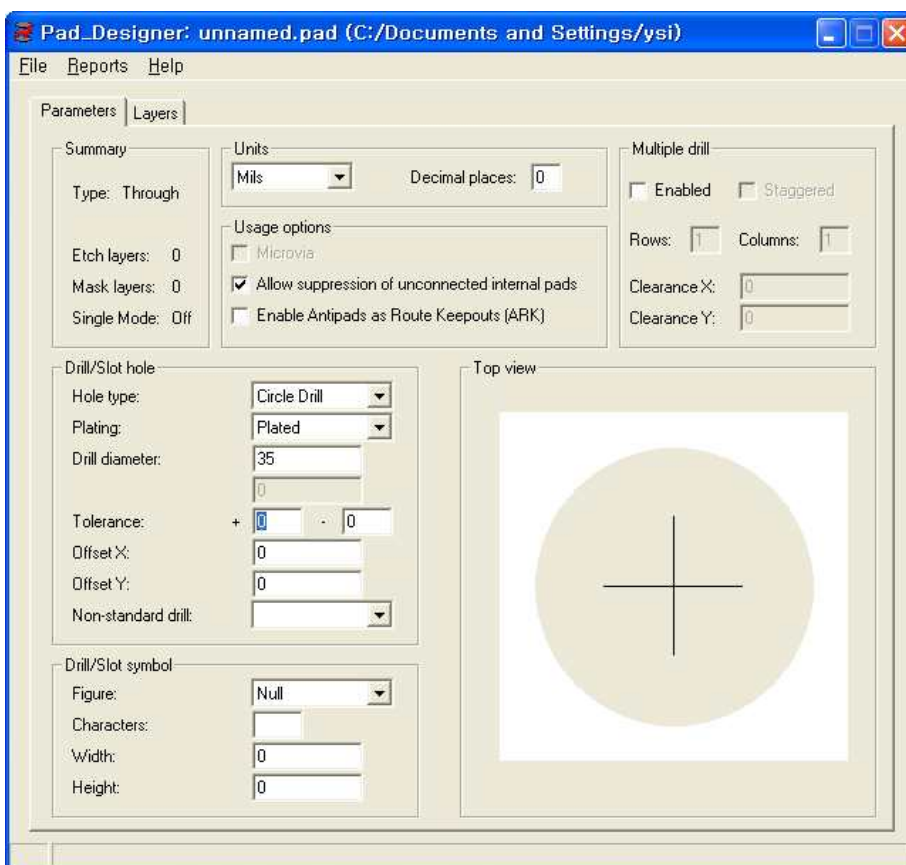 Pad_Designer: unnamed.pad (C:/Documents and Settings/ysi)
File Reports Help
Parameters Layers
Summary
Type: Through
Etch layers: 0
Mask layers: 0
Single Mode: Off
Units
Mils Decimal places: 0
Usage options
Microvia
Allow suppression of unconnected internal pads
Enable Antipads as Route Keepouts (ARK)
Multiple drill
Enabled Staggered
Rows: 1 Columns: 1
Clearance X: 0
Clearance Y: 0
Drill/Slot hole
Hole type: Circle Drill
Plating: Plated
Drill diameter: 35
0
Tolerance: + 0 - 0
Offset X: 0
Offset Y: 0
Non-standard drill:
Drill/Slot symbol
Figure: Null
Characters:
Width: 0
Height: 0
Top view